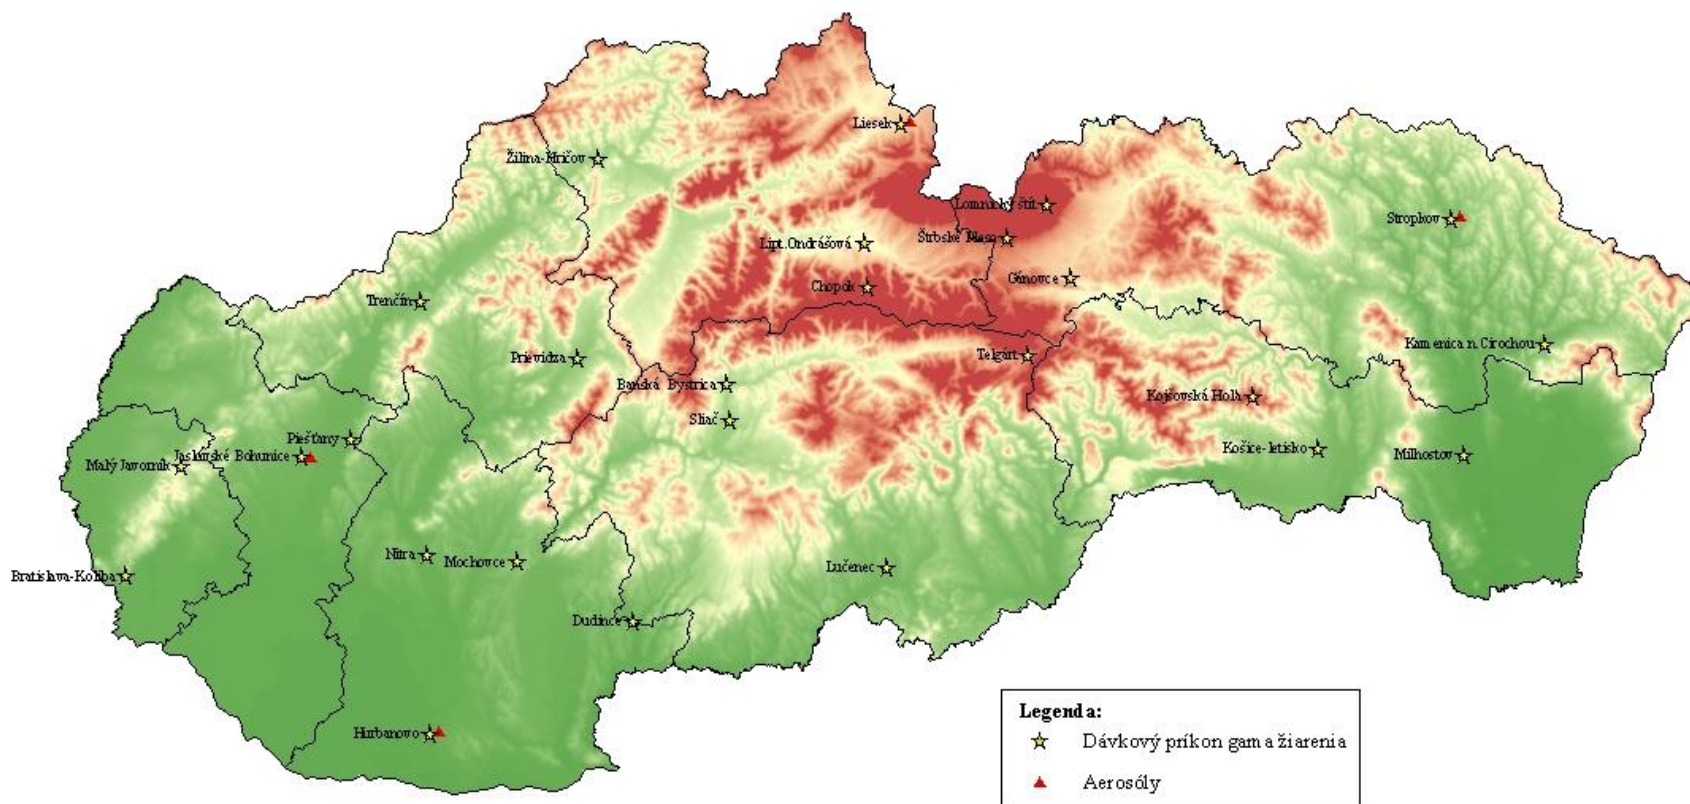 Liesek
Žilina-Hričov
Lomnický štít
Stropkov
Štrbské Pleso
Lipt.Ondrášová
Gánovce
Chopok
Trenčín
Kamenica n. Cirochou
Telgárt
Prievidza
Banská Bystrica
Kojšovská Hoľa
Sliač
Piešťany
Košice-letisko
Jaslovské Bohunice
Milhostov
Malý Javorník
Nitra
Mochovce
Lučenec
Bratislava-Koliba
Dudince
Hurbanovo
Legenda:
Dávkový príkon gama žiarenia
Aerosóly